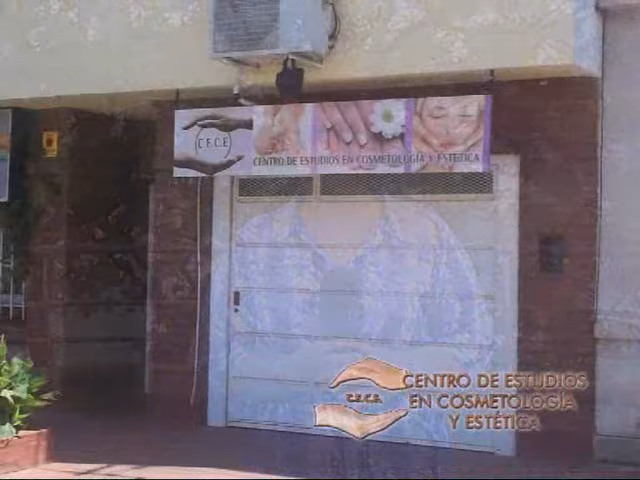 C.E.C.E
CENTRO DE ESTUDIOS EN COSMETOLOGÍA Y ESTÉTICA
C.E.C.E.
CENTRO DE ESTUDIOS
EN COSMETOLOGÍA
Y ESTÉTICA